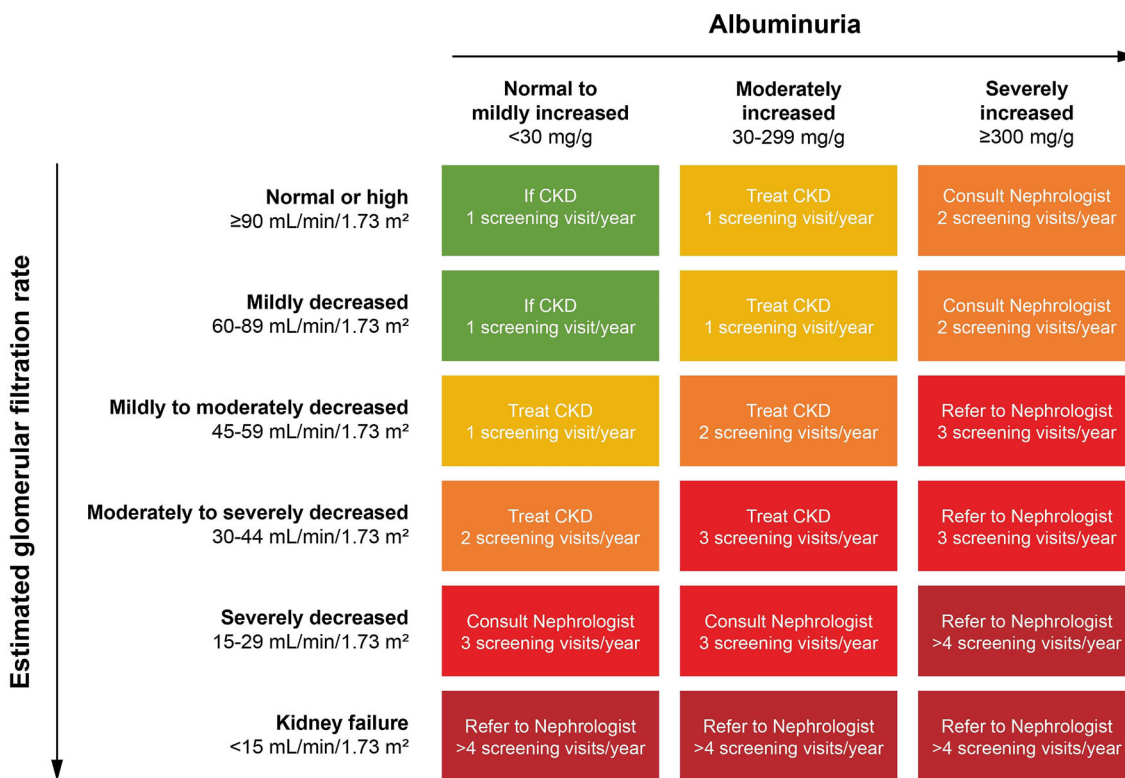 Albuminuria
Normal to
mildly increased
<30 mg/g
Moderately
increased
30-299 mg/g
Severely
increased
≥300 mg/g
Estimated glomerular filtration rate
Normal or high
≥90 mL/min/1.73 m²
If CKD
1 screening visit/year
Treat CKD
1 screening visit/year
Consult Nephrologist
2 screening visits/year
Mildly decreased
60-89 mL/min/1.73 m²
If CKD
1 screening visit/year
Treat CKD
1 screening visit/year
Consult Nephrologist
2 screening visits/year
Mildly to moderately decreased
45-59 mL/min/1.73 m²
Treat CKD
1 screening visit/year
Treat CKD
2 screening visits/year
Refer to Nephrologist
3 screening visits/year
Moderately to severely decreased
30-44 mL/min/1.73 m²
Treat CKD
2 screening visits/year
Treat CKD
3 screening visits/year
Refer to Nephrologist
3 screening visits/year
Severely decreased
15-29 mL/min/1.73 m²
Consult Nephrologist
3 screening visits/year
Consult Nephrologist
3 screening visits/year
Refer to Nephrologist
>4 screening visits/year
Kidney failure
<15 mL/min/1.73 m²
Refer to Nephrologist
>4 screening visits/year
Refer to Nephrologist
>4 screening visits/year
Refer to Nephrologist
>4 screening visits/year